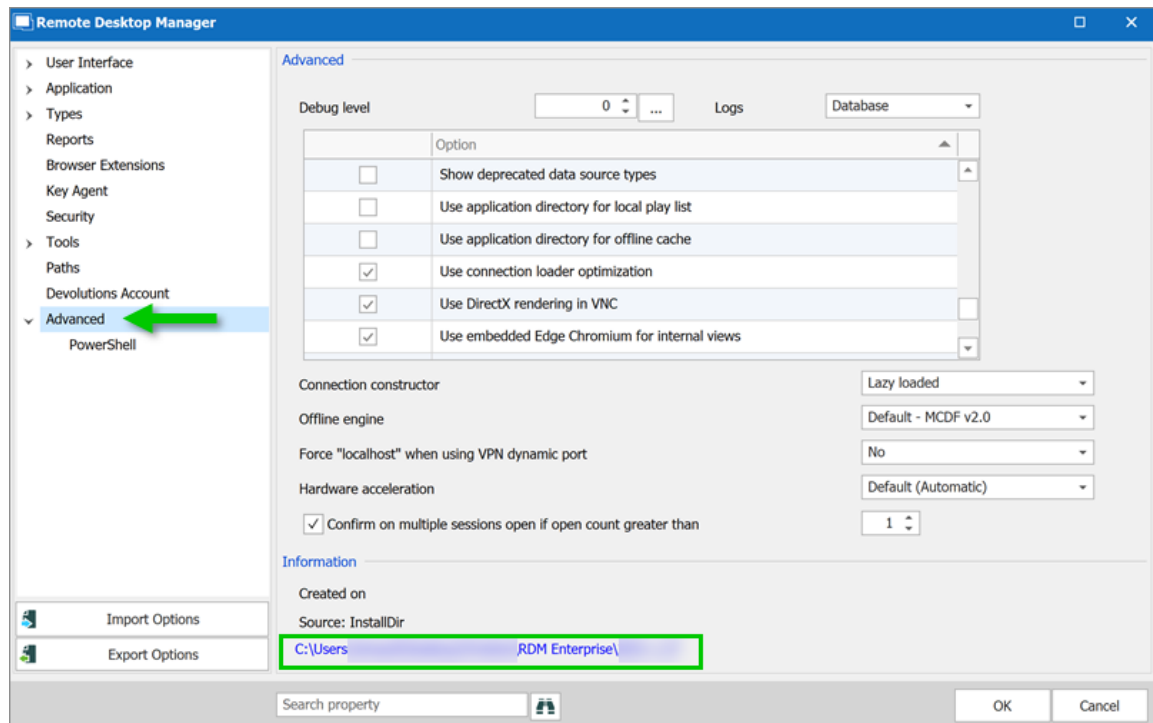 Remote Desktop Manager
User Interface
Application
Types
Reports
Browser Extensions
Key Agent
Security
Tools
Paths
Devolutions Account
Advanced
PowerShell
Import Options
Export Options
Advanced
Debug level 0 ... Logs Database
Option
Show deprecated data source types
Use application directory for local play list
Use application directory for offline cache
Use connection loader optimization
Use DirectX rendering in VNC
Use embedded Edge Chromium for internal views
Connection constructor Lazy loaded
Offline engine Default - MCDF v2.0
Force "localhost" when using VPN dynamic port No
Hardware acceleration Default (Automatic)
Confirm on multiple sessions open if open count greater than 1
Information
Created on
Source: InstallDir
C:\Users RDM Enterprise\
Search property
OK Cancel